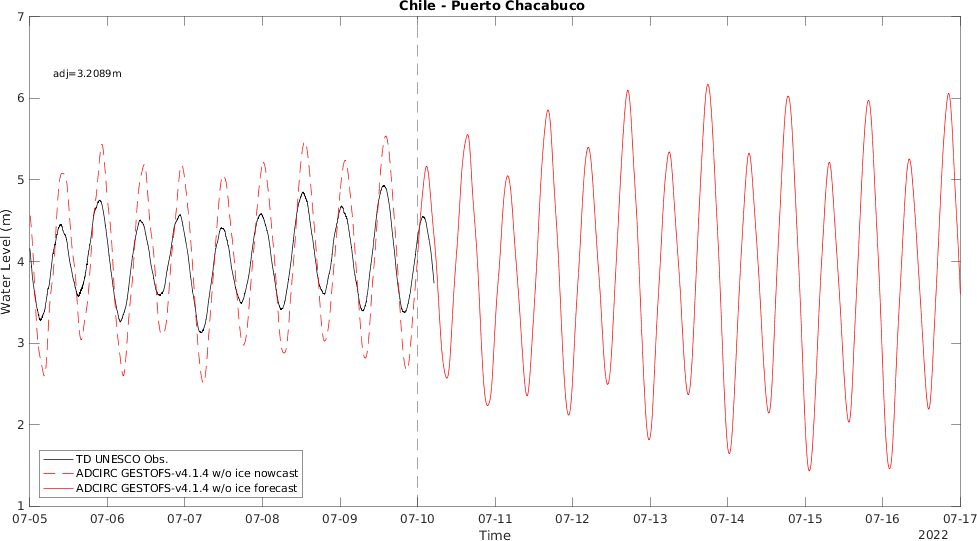 Chile - Puerto Chacabuco
7
6
5
4
3
2
1
Water Level (m)
adj=3.2089m
TD UNESCO Obs.
ADCIRC GESTOFS-v4.1.4 w/o ice nowcast
ADCIRC GESTOFS-v4.1.4 w/o ice forecast
07-05 07-06 07-07 07-08 07-09 07-10 07-11 07-12 07-13 07-14 07-15 07-16 07-17
Time
2022